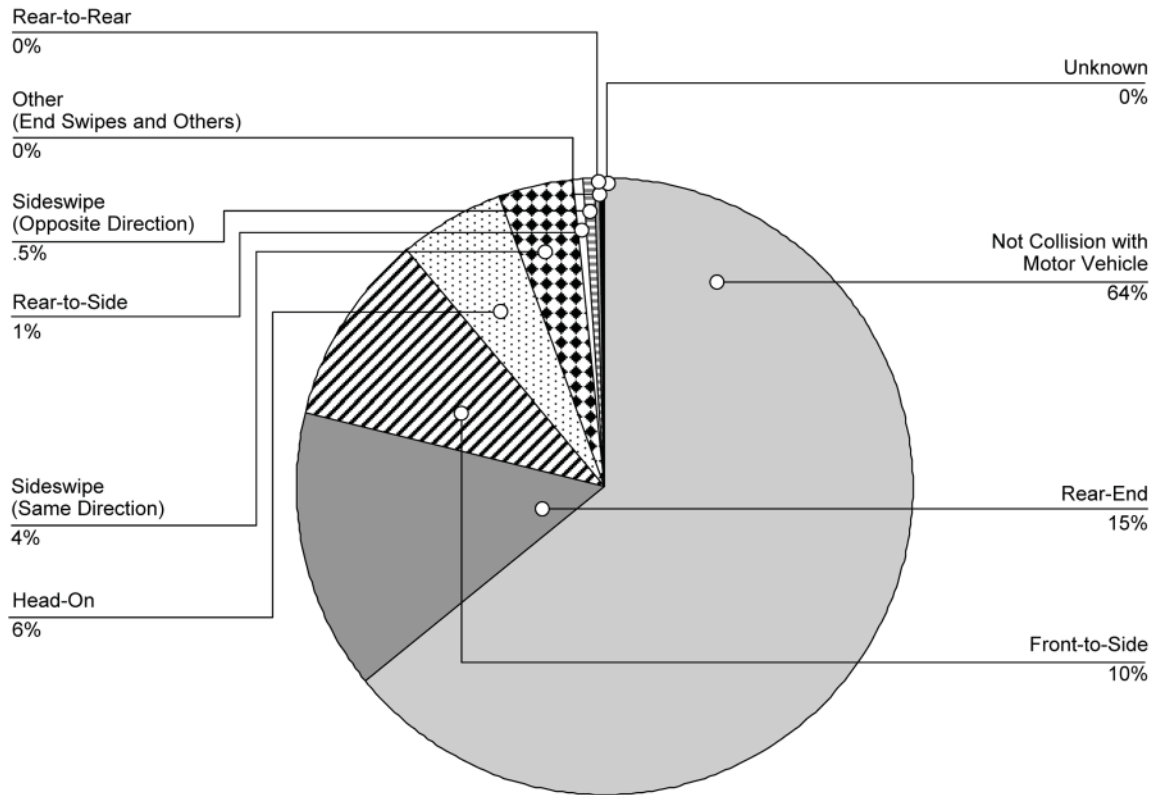 Rear-to-Rear
0%
Other
(End Swipes and Others)
0%
Sideswipe
(Opposite Direction)
.5%
Rear-to-Side
1%
Sideswipe
(Same Direction)
4%
Head-On
6%
Unknown
0%
Not Collision with
Motor Vehicle
64%
Rear-End
15%
Front-to-Side
10%